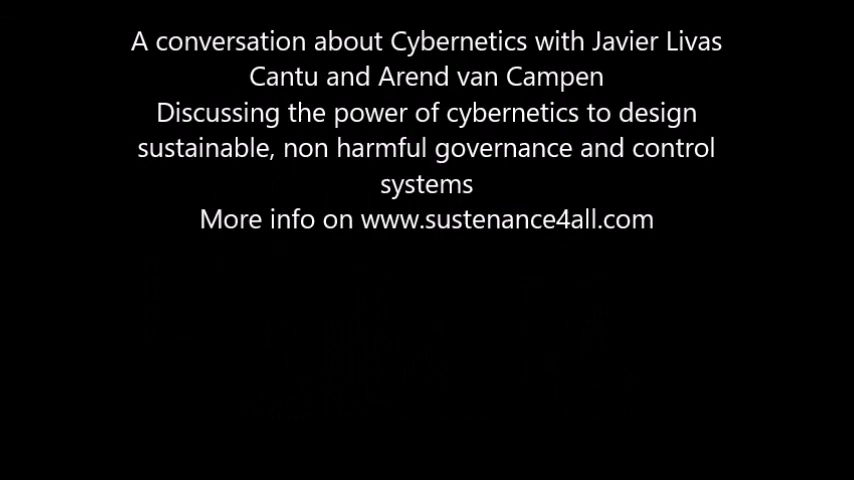 A conversation about Cybernetics with Javier Livas
Cantu and Arend van Campen
Discussing the power of cybernetics to design
sustainable, non harmful governance and control
systems
More info on www.sustenance4all.com